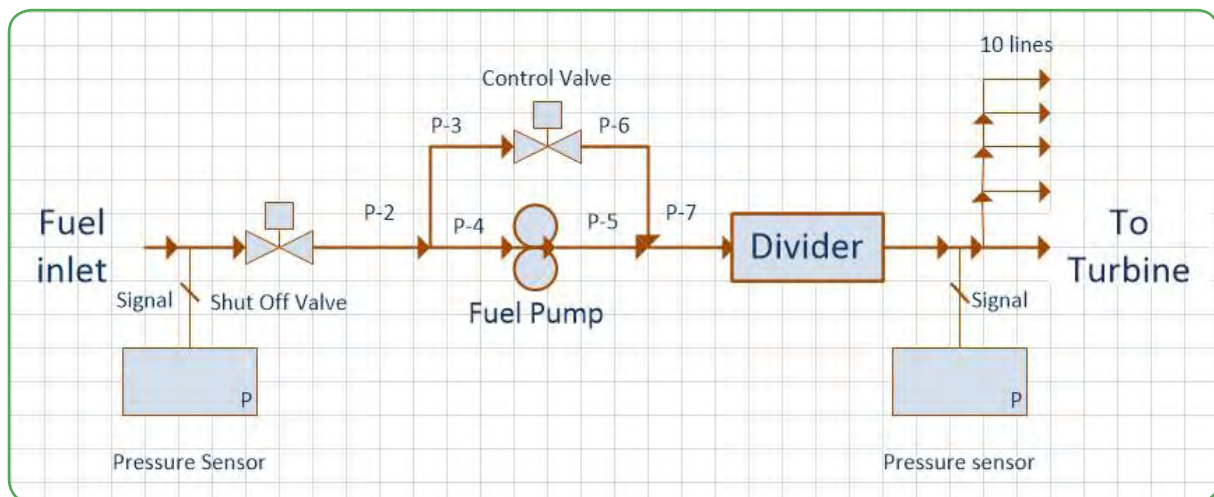 10 lines
Control Valve
P-3
P-6
P-2
P-4
P-5
P-7
Fuel
inlet
Divider
To
Turbine
Signal
Shut Off Valve
Fuel Pump
Signal
P
P
Pressure Sensor
Pressure sensor